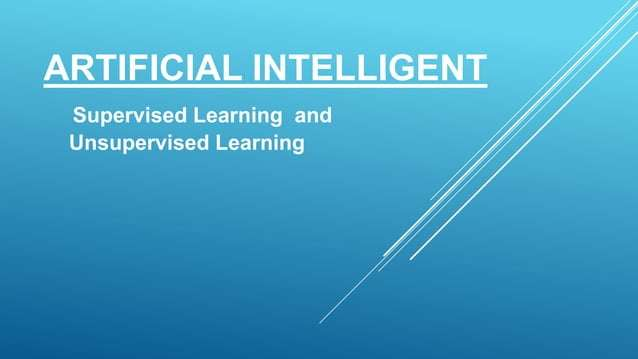 ARTIFICIAL INTELLIGENT
Supervised Learning and
Unsupervised Learning